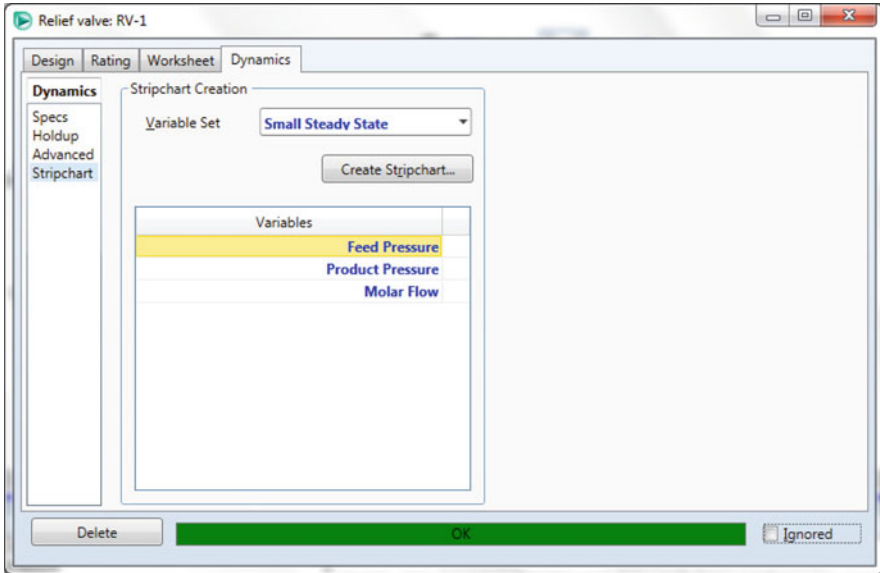 Relief valve: RV-1
Design Rating Worksheet Dynamics
Dynamics
Specs
Holdup
Advanced
Stripchart
Stripchart Creation
Variable Set Small Steady State
Create Stripchart...
Variables
Feed Pressure
Product Pressure
Molar Flow
Delete OK Ignored